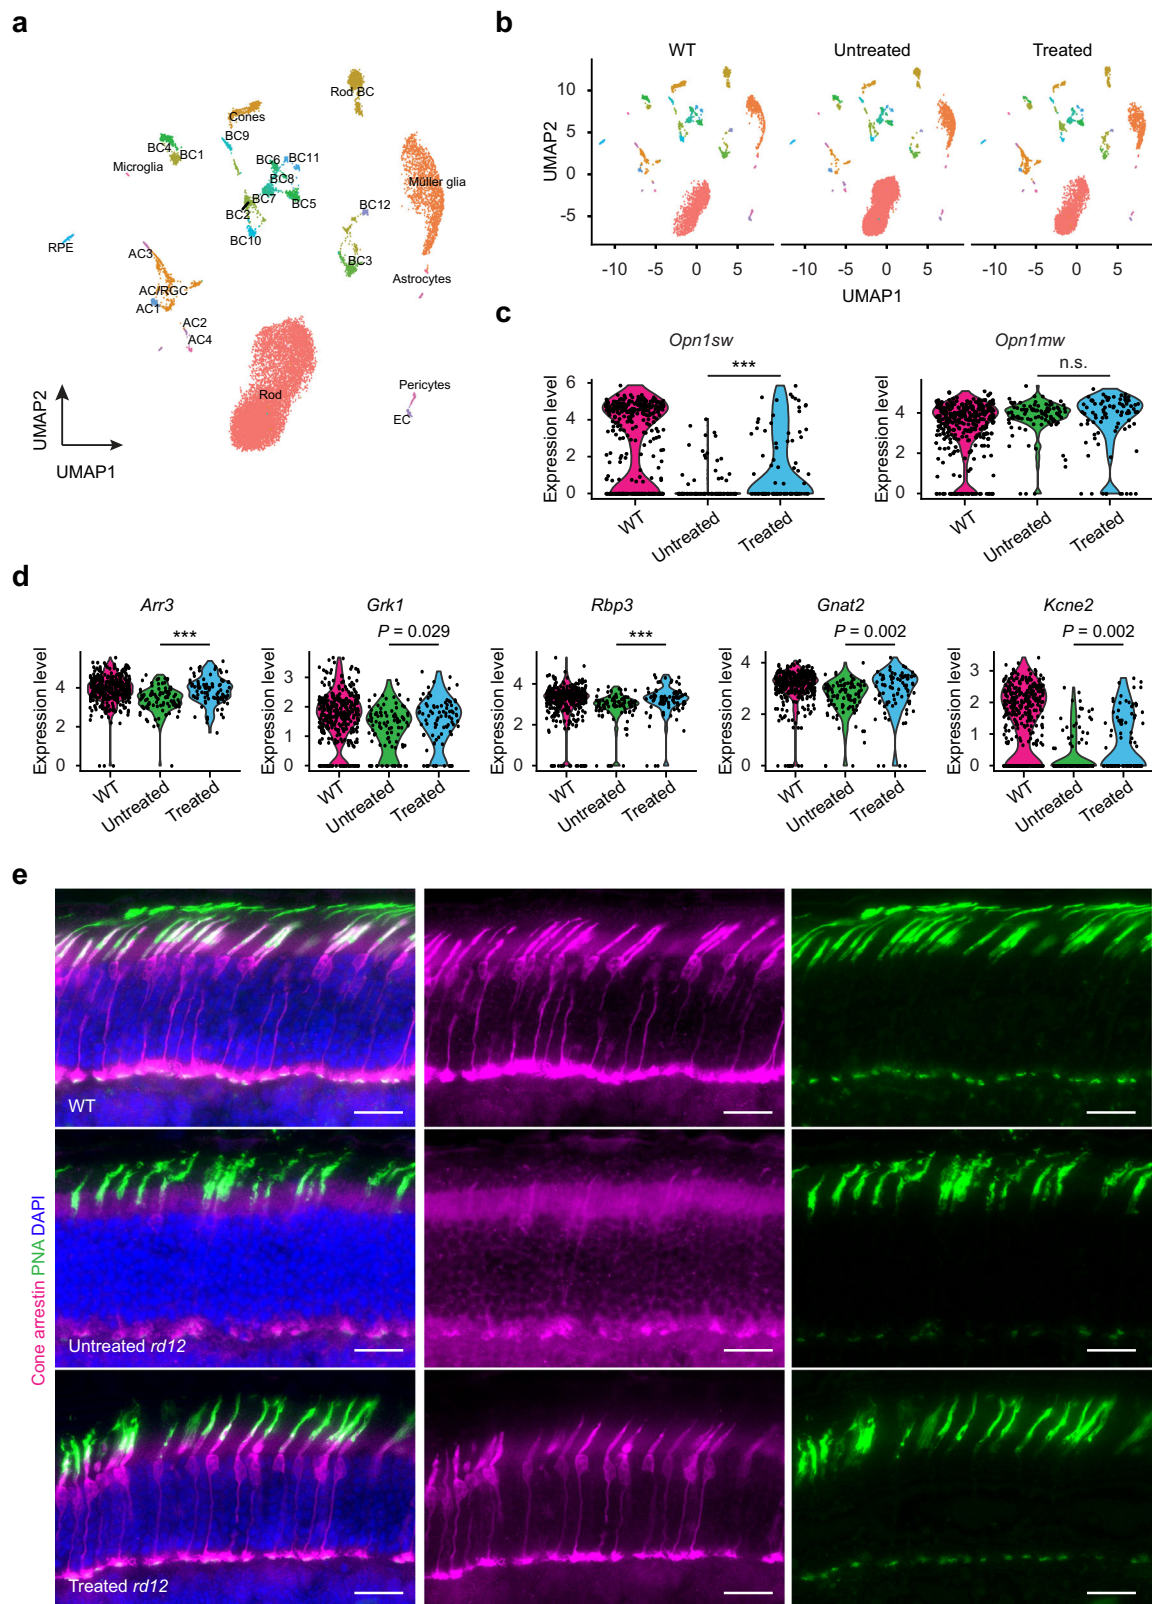 a
Rod BC
Cones
BC9
BC4
BC1
Microglia
BC6
BC11
BC8
BC7
BC5
BC2
BC10
BC12
BC3
Müller glia
RPE
AC3
AC/RGC
AC1
AC2
AC4
Astrocytes
Rod
Pericytes
EC
UMAP2
UMAP1
b
WT Untreated Treated
10
5
0
-5
UMAP2
-10 -5 0 5 -10 -5 0 5 -10 -5 0 5
UMAP1
c
Opn1sw
***
6
4
2
0
Expression level
WT Untreated Treated
Opn1mw
n.s.
4
2
0
Expression level
WT Untreated Treated
d
Arr3
***
4
2
0
Expression level
WT Untreated Treated
Grk1
P = 0.029
3
2
1
0
Expression level
WT Untreated Treated
Rbp3
***
4
2
0
Expression level
WT Untreated Treated
Gnat2
P = 0.002
4
2
0
Expression level
WT Untreated Treated
Kcne2
P = 0.002
3
2
1
0
Expression level
WT Untreated Treated
e
Cone arrestin PNA DAPI
WT
Untreated rd12
Treated rd12